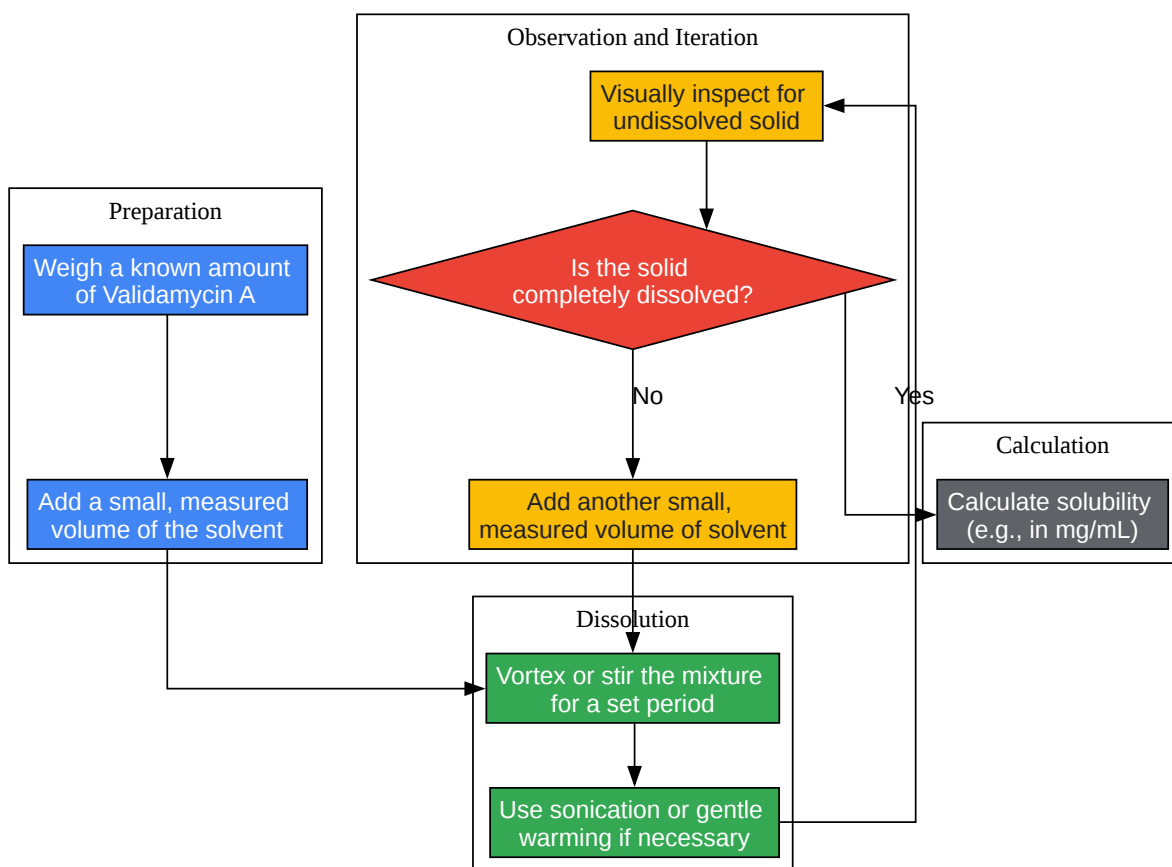 Observation and Iteration
Visually inspect for
undissolved solid
Preparation
Weigh a known amount
of Validamycin A
Is the solid
completely dissolved?
No
Yes
Calculation
Add a small, measured
volume of the solvent
Add another small,
measured volume of solvent
Calculate solubility
(e.g., in mg/mL)
Dissolution
Vortex or stir the mixture
for a set period
Use sonication or gentle
warming if necessary